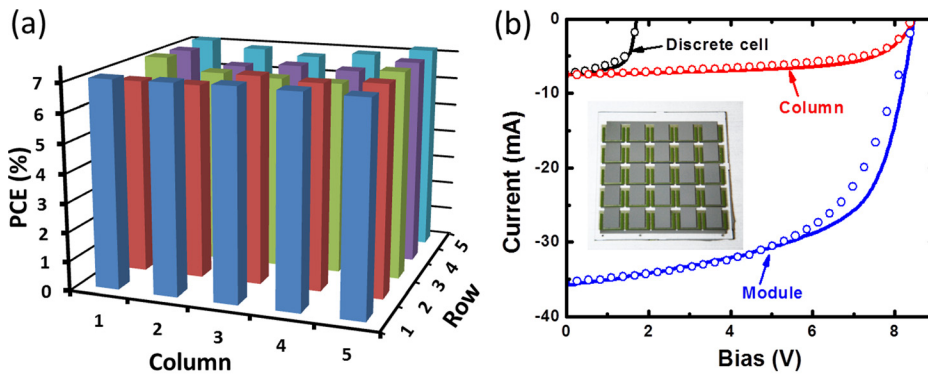 (a)
PCE (%)
7
6
5
4
3
2
1
0
1
2
3
4
5
Column
1
2
3
4
5
Row
(b)
0
-10
-20
-30
-40
Current (mA)
0
2
4
6
8
Bias (V)
Discrete cell
Column
Module